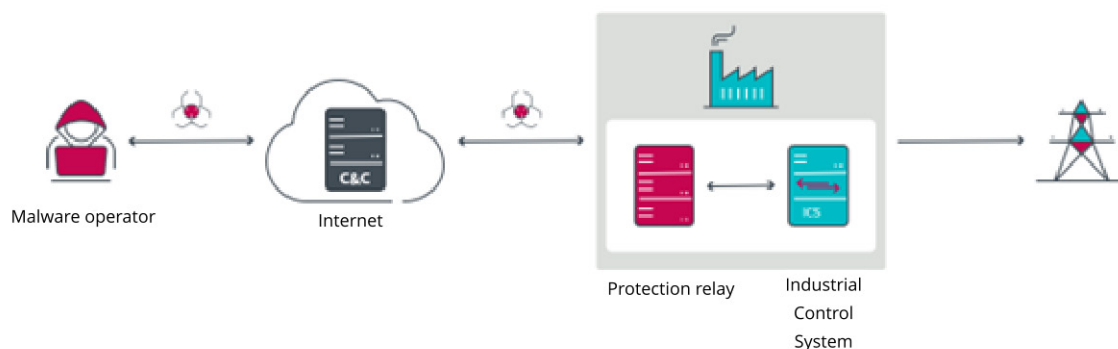 C&C
ICS
Malware operator
Internet
Protection relay
Industrial
Control
System